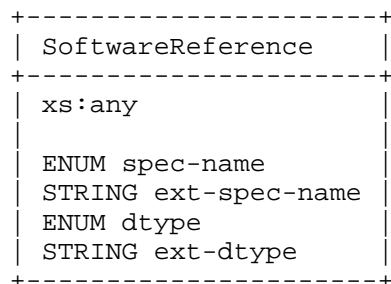 +----------------------+
| SoftwareReference    |
+----------------------+
| xs:any               |
|                      |
| ENUM spec-name       |
| STRING ext-spec-name |
| ENUM dtype           |
| STRING ext-dtype     |
+----------------------+